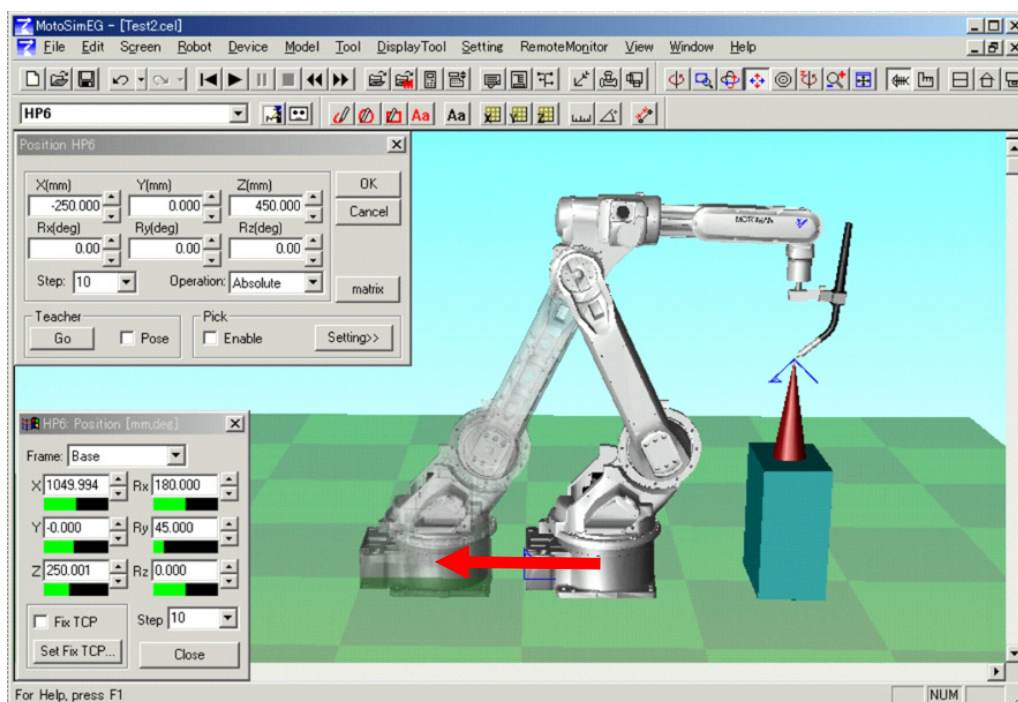 MotoSimEG - [Test2.cel]
File Edit Screen Robot Device Model Tool DisplayTool Setting RemoteMonitor View Window Help
Aa Aa
HP6
Position HP6
X(mm) Y(mm) Z(mm) OK
-250.000 0.000 450.000
Cancel
Rx(deg) Ry(deg) Rz(deg)
0.00 0.00 0.00
Step: 10 Operation: Absolute matrix
Teacher Pick
Go Pose Enable Setting>>
MOTOMAN
HP6: Position [mm,deg]
Frame: Base
X 1049.994 Rx 180.000
Y -0.000 Ry 45.000
Z 250.001 Rz 0.000
Fix TCP Step 10
Set Fix TCP... Close
For Help, press F1 NUM